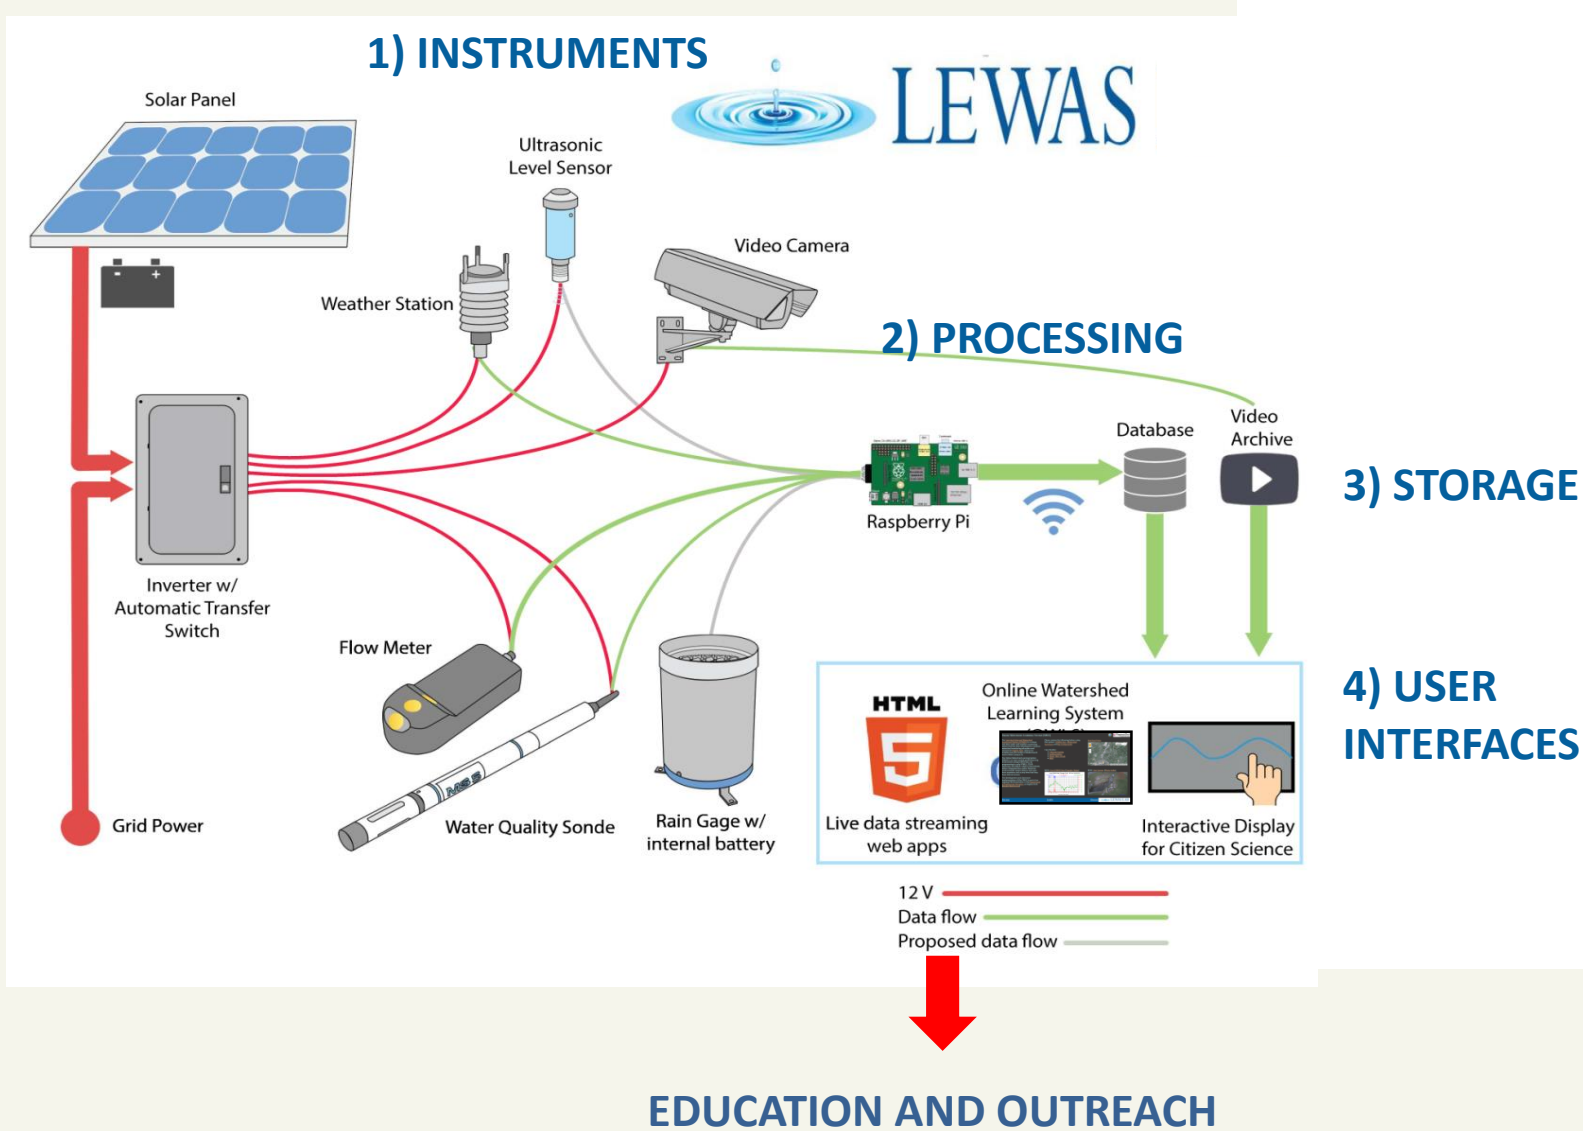 1) INSTRUMENTS
LEWAS
Solar Panel
Ultrasonic
Level Sensor
Video Camera
Weather Station
2) PROCESSING
Database
Video
Archive
3) STORAGE
Raspberry Pi
Inverter w/
Automatic Transfer
Switch
Flow Meter
4) USER
INTERFACES
HTML
5
Online Watershed
Learning System
MS 5
Grid Power
Water Quality Sonde
Rain Gage w/
internal battery
Live data streaming
web apps
Interactive Display
for Citizen Science
12 V
Data flow
Proposed data flow
EDUCATION AND OUTREACH